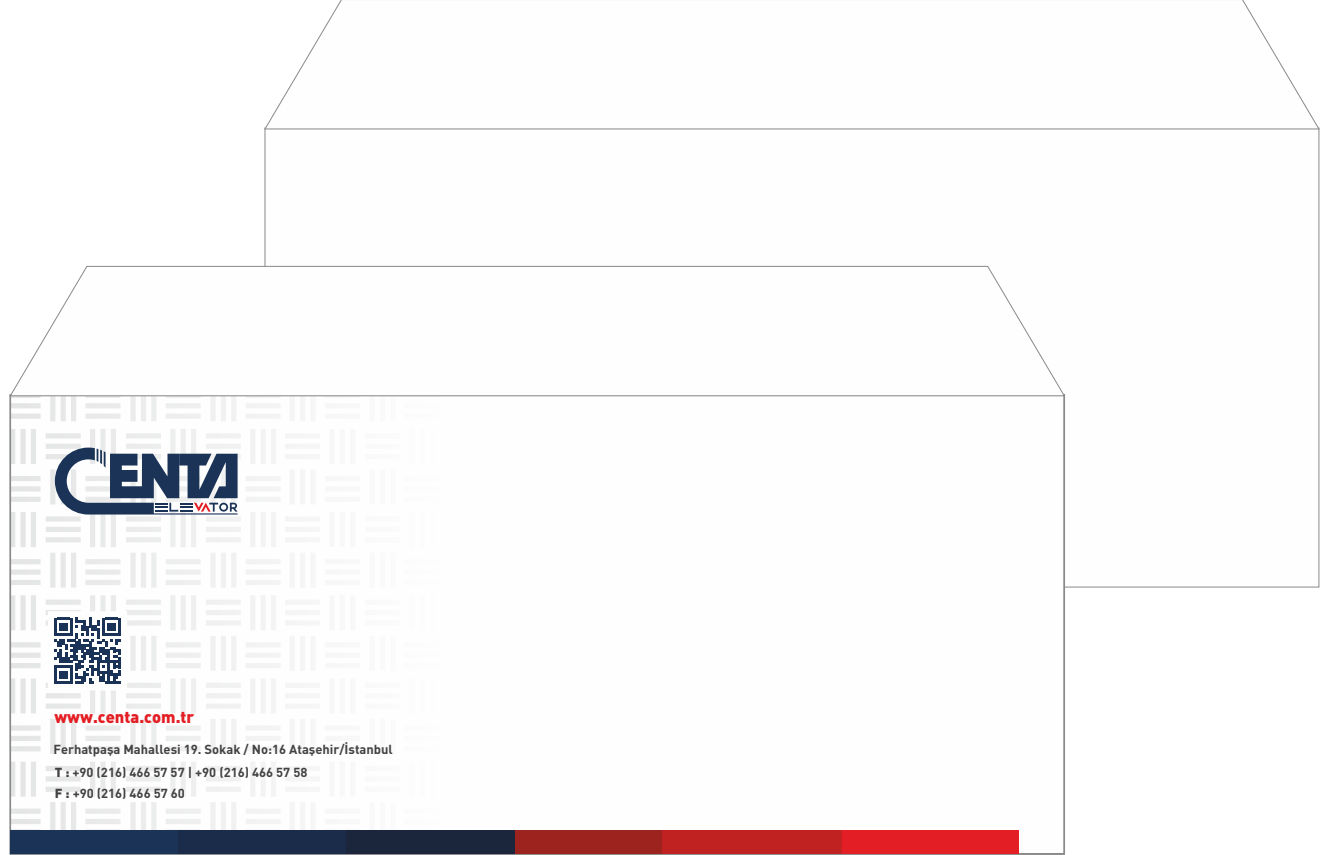 CENTA
ELEVATOR
www.centa.com.tr
Ferhatpaşa Mahallesi 19. Sokak / No:16 Ataşehir/İstanbul
T : +90 (216) 466 57 57 | +90 (216) 466 57 58
F : +90 (216) 466 57 60